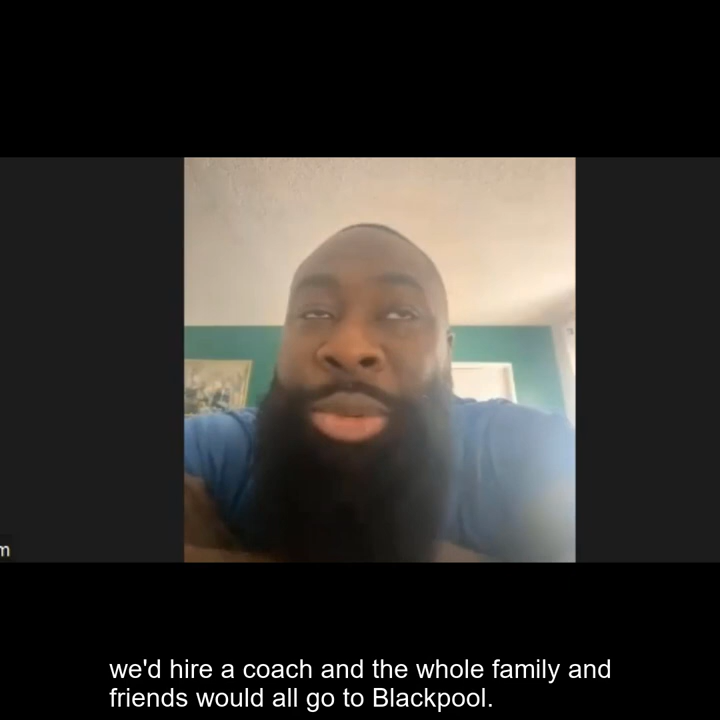 m
we'd hire a coach and the whole family and
friends would all go to Blackpool.